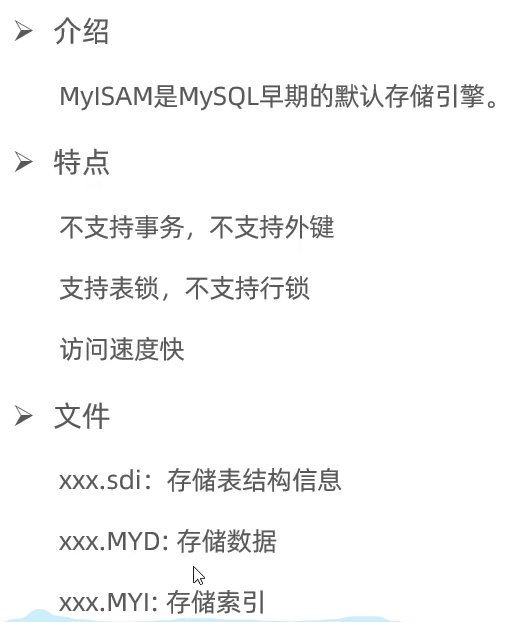 介绍
MyISAM是MySQL早期的默认存储引擎。
特点
不支持事务，不支持外键
支持表锁，不支持行锁
访问速度快
文件
xxx.sdi：存储表结构信息
xxx.MYD: 存储数据
xxx.MYI: 存储索引